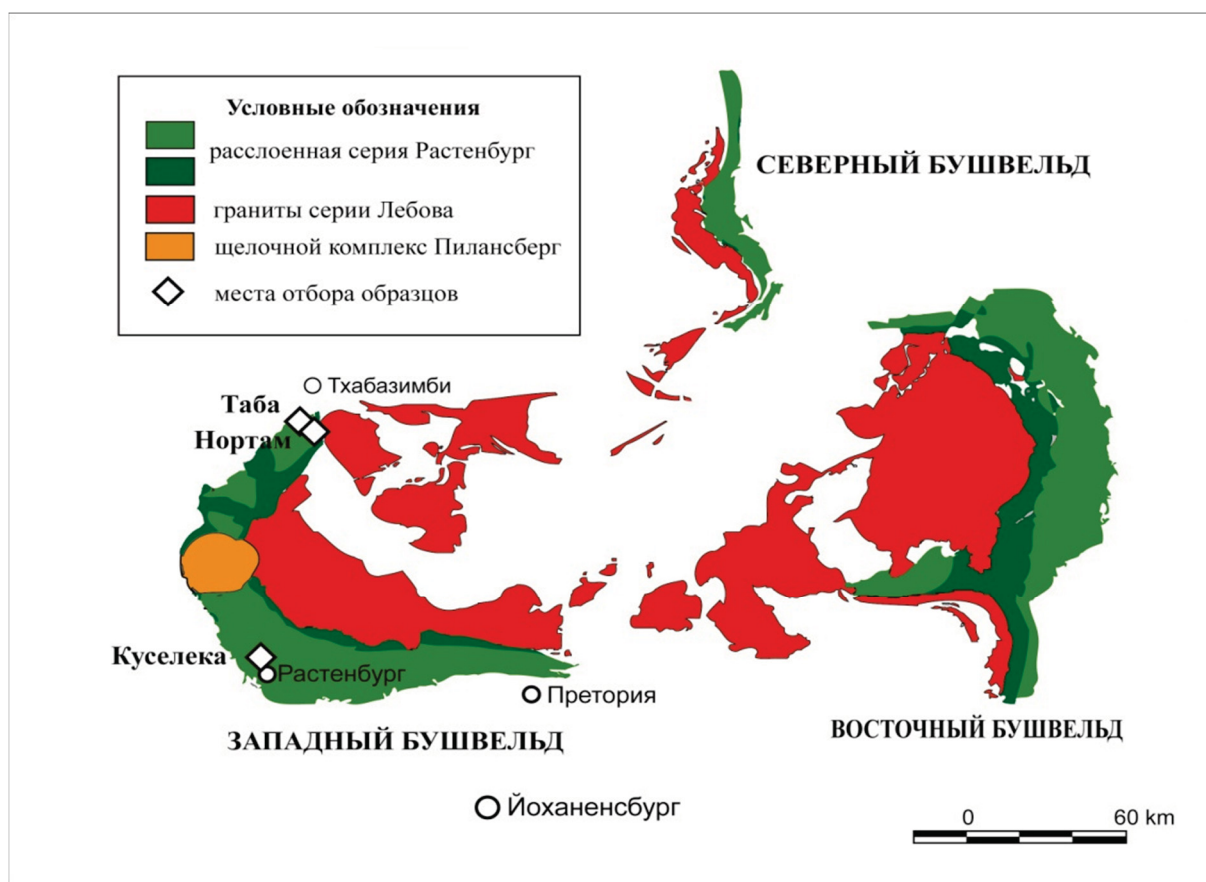 Условные обозначения
расслоенная серия Растенбург
граниты серии Лебова
щелочной комплекс Пилансберг
места отбора образцов
СЕВЕРНЫЙ БУШВЕЛЬД
Тхабазимби
Таба
Нортам
Куселека
Растенбург
Претория
ЗАПАДНЫЙ БУШВЕЛЬД
ВОСТОЧНЫЙ БУШВЕЛЬД
Йоханенсбург
0 60 km